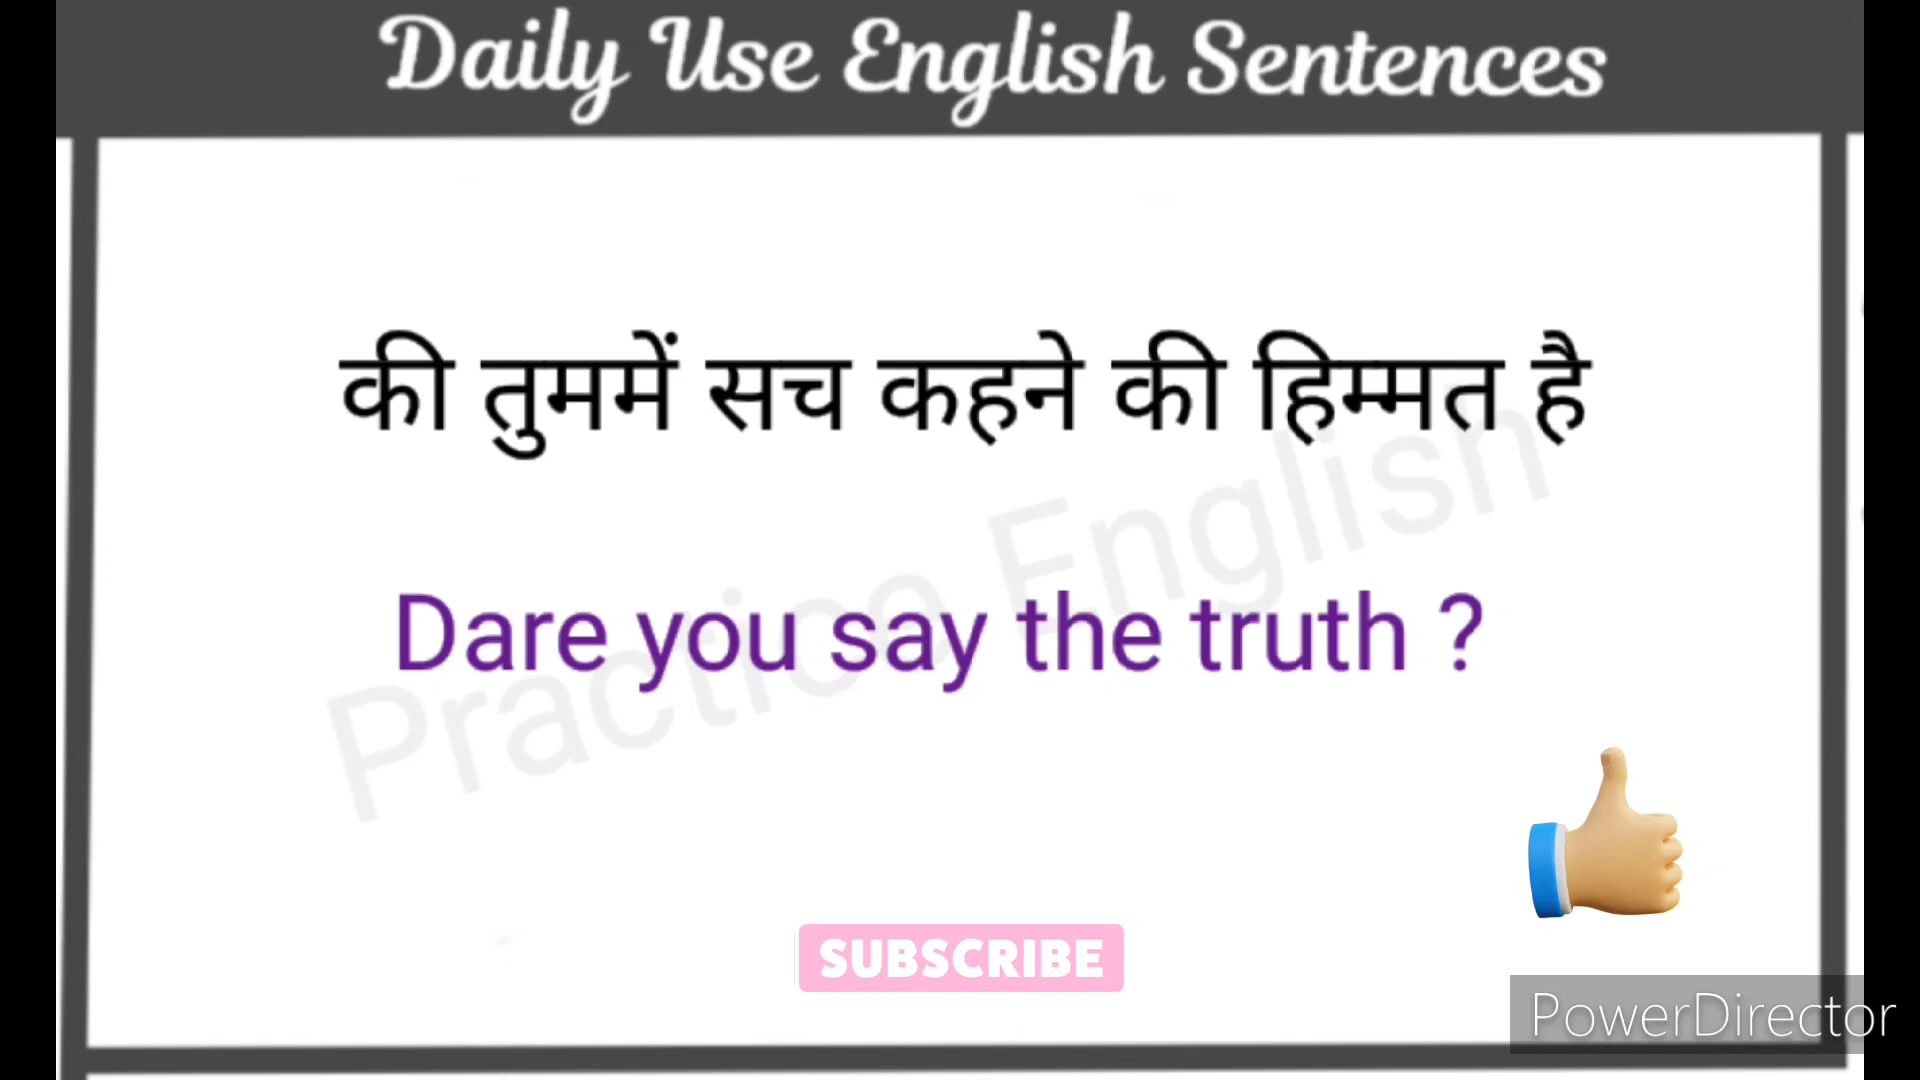 Daily Use English Sentences
की तुममें सच कहने की हिम्मत है
Dare you say the truth ?
Practice English
SUBSCRIBE
PowerDirector